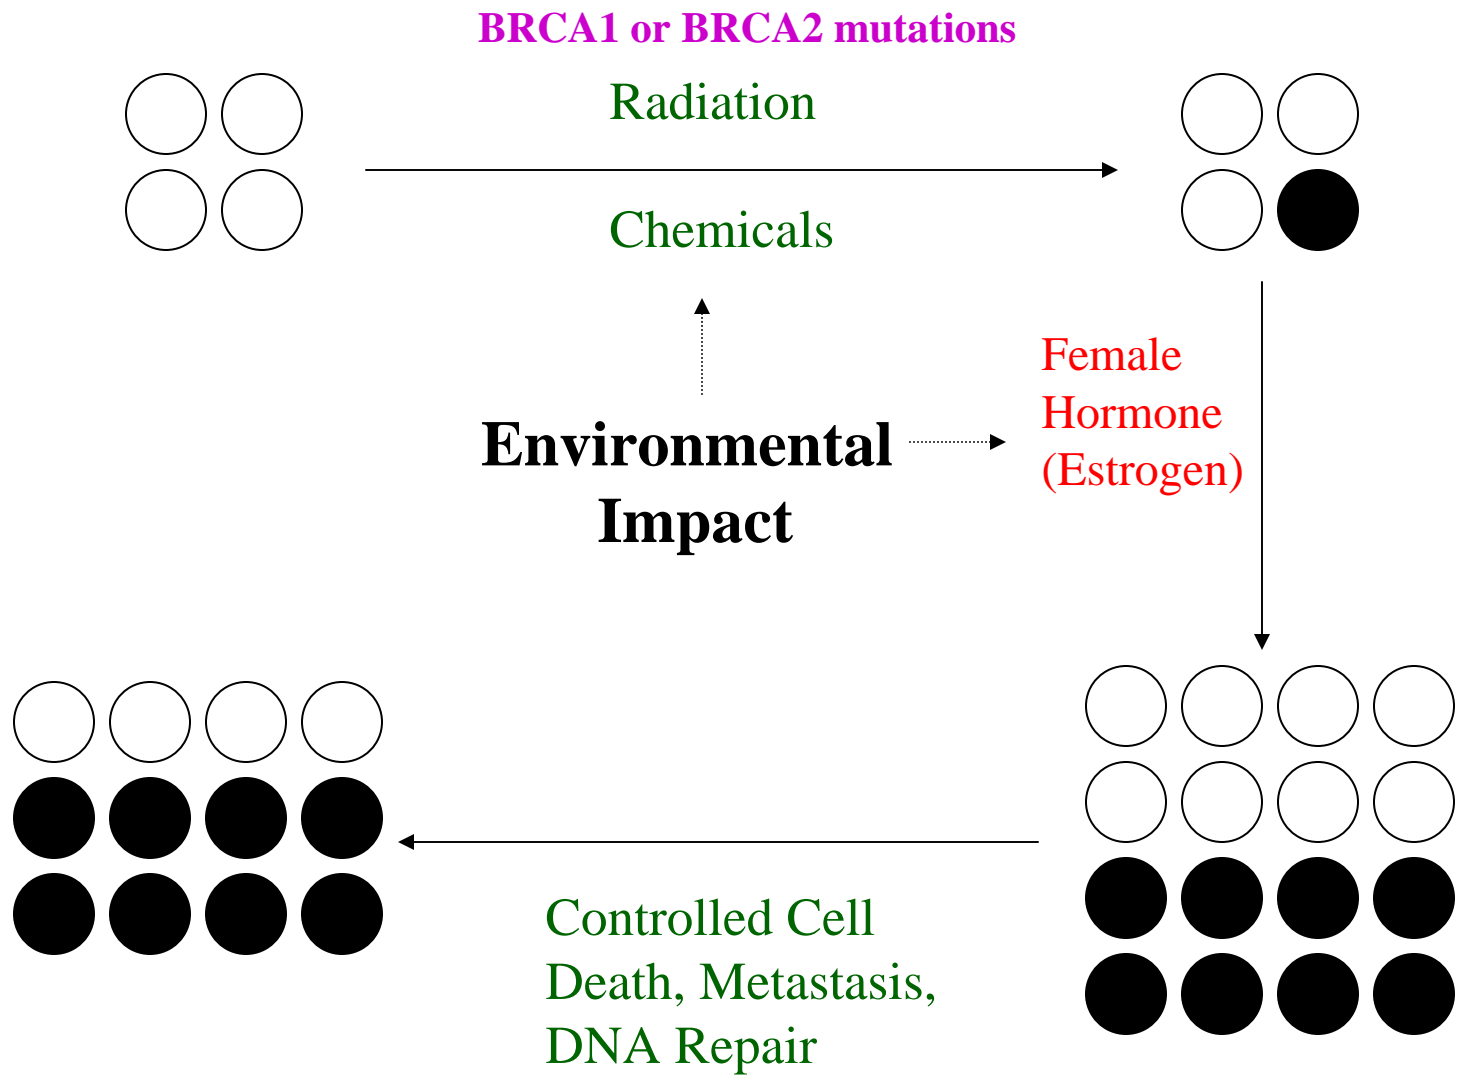 BRCA1 or BRCA2 mutations
Radiation
Chemicals
Female
Hormone
(Estrogen)
Environmental
Impact
Controlled Cell
Death, Metastasis,
DNA Repair